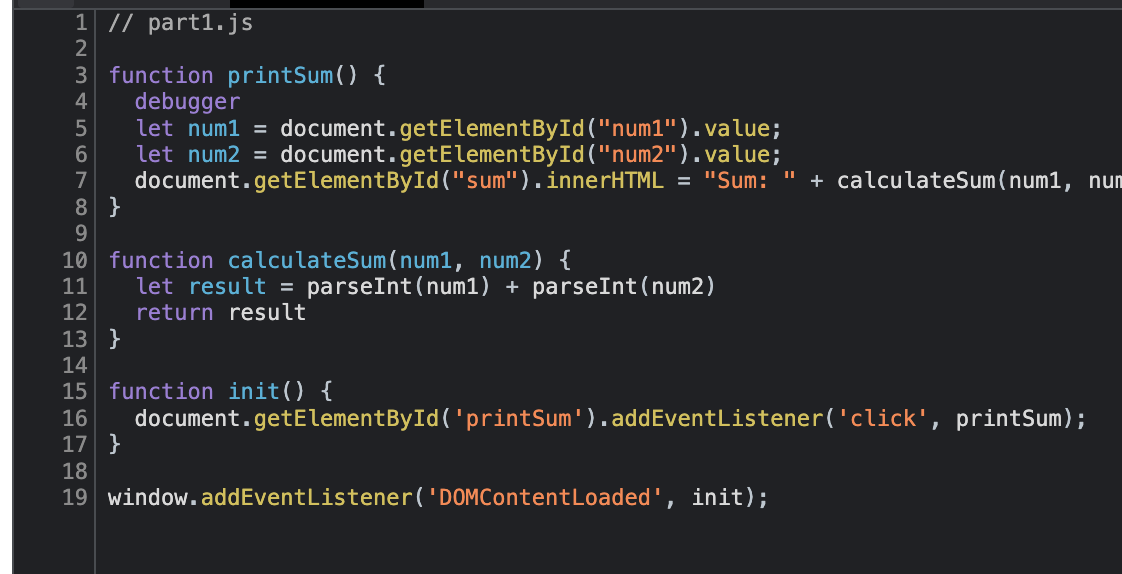 1 // part1.js
2
3 function printSum() {
4   debugger
5   let num1 = document.getElementById("num1").value;
6   let num2 = document.getElementById("num2").value;
7   document.getElementById("sum").innerHTML = "Sum: " + calculateSum(num1,
8 }
9
10 function calculateSum(num1, num2) {
11   let result = parseInt(num1) + parseInt(num2)
12   return result
13 }
14
15 function init() {
16   document.getElementById('printSum').addEventListener('click', printSum);
17 }
18
19 window.addEventListener('DOMContentLoaded', init);